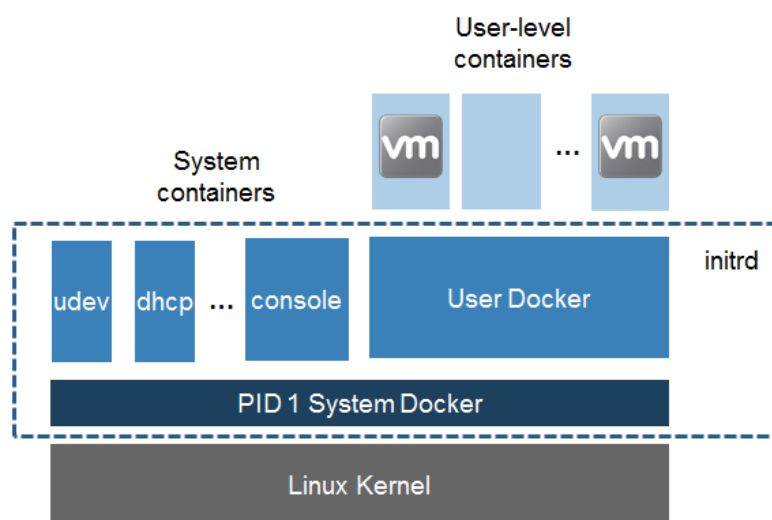 User-level
containers
vm
vm
...
System
containers
udev
dhcp
...
console
User Docker
initrd
PID 1 System Docker
Linux Kernel